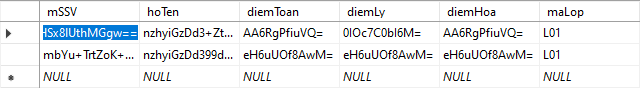 mSSV hoTen diemToan diemLy diemHoa maLop
HSx8lUthMGgw== nzhyiGzDd3+Zt... AA6RgPfiuVQ= 0IOc7C0bI6M= AA6RgPfiuVQ= L01
mbYu+TrtZoK+... nzhyiGzDd399d... eH6uUOf8AwM= eH6uUOf8AwM= eH6uUOf8AwM= L01
NULL NULL NULL NULL NULL NULL